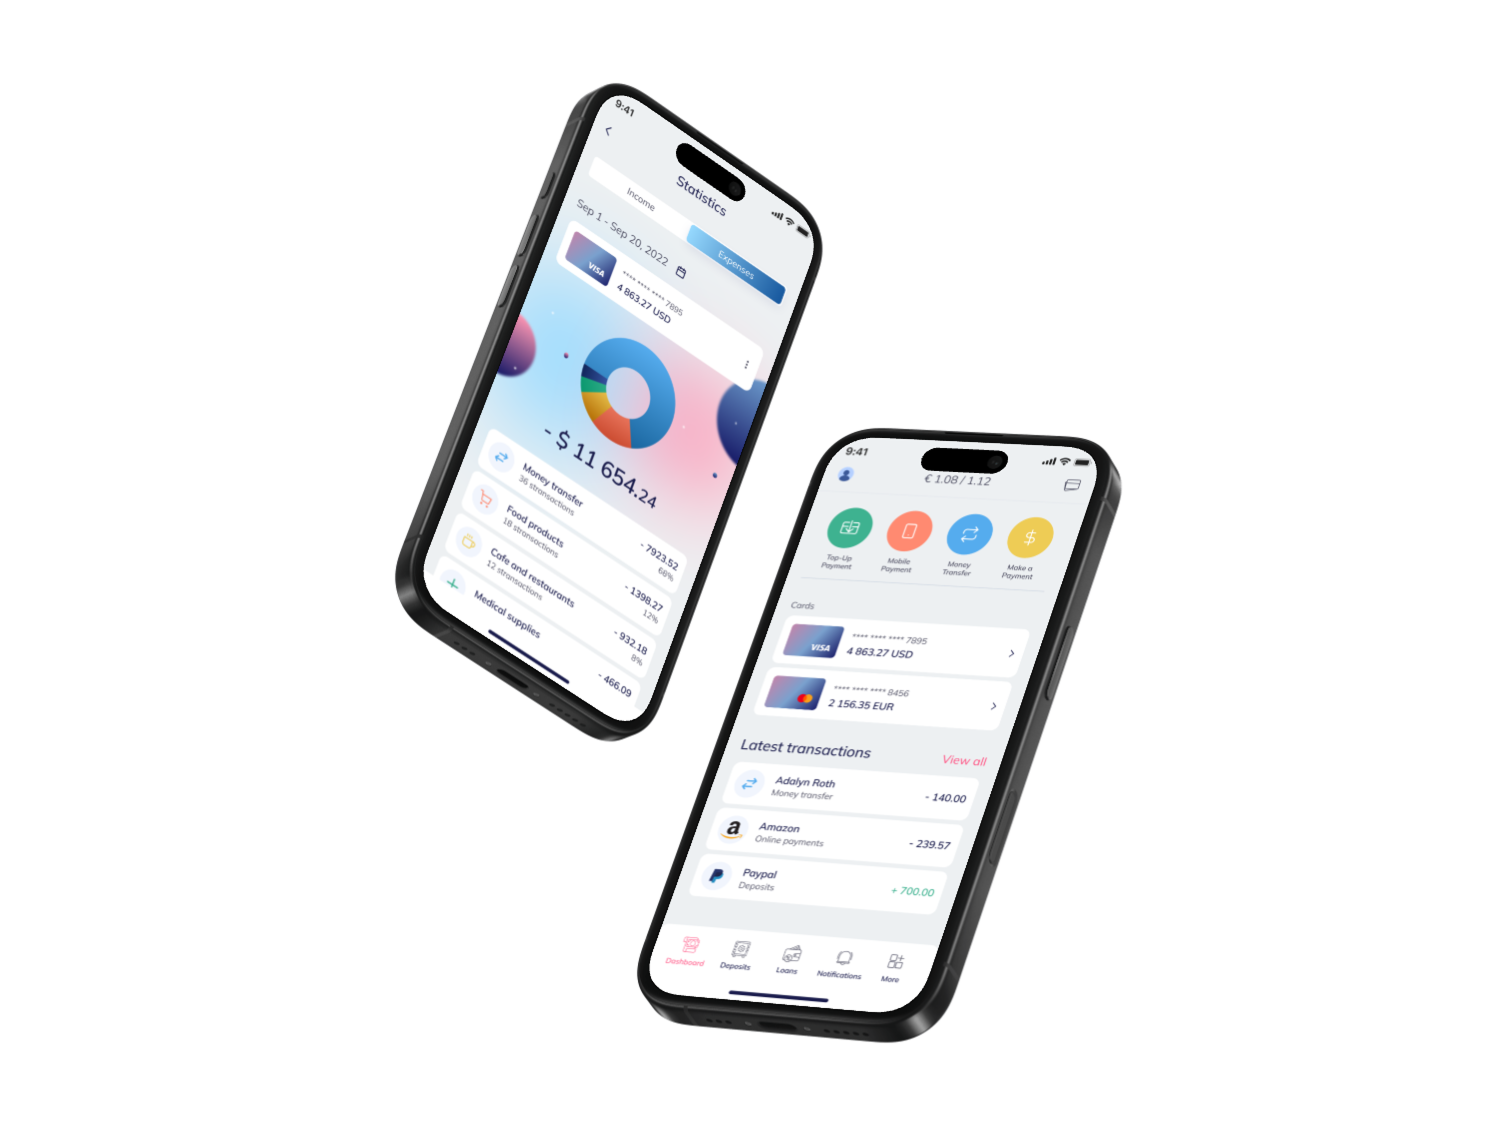 9:41
Statistics
Income
Expenses
Sep 1 - Sep 20, 2022
VISA
**** **** **** 7895
4 863.27 USD
- $ 11 654.24
Money transfer
36 stransactions
- 7923.52
68%
Food products
18 stransactions
- 1398.27
12%
Cafe and restaurants
12 stransactions
- 932.18
8%
Medical supplies
- 466.09
9:41
€ 1.08 / 1.12
Top-Up
Payment
Mobile
Payment
Money
Transfer
Make a
Payment
Cards
VISA
**** **** **** 7895
4 863.27 USD
**** **** **** 8456
2 156.35 EUR
Latest transactions
View all
Adalyn Roth
Money transfer
- 140.00
Amazon
Online payments
- 239.57
Paypal
Deposits
+ 700.00
Dashboard
Deposits
Loans
Notifications
More